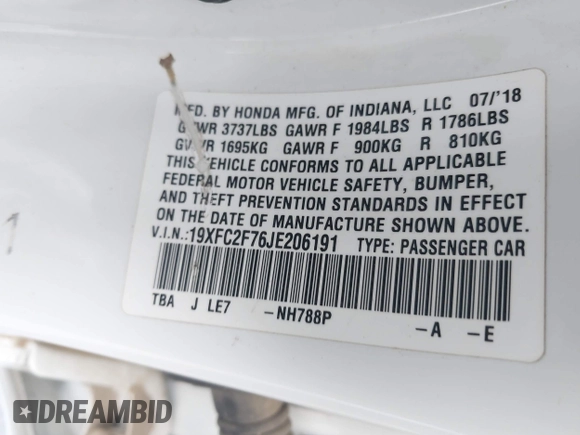 MFD. BY HONDA MFG. OF INDIANA, LLC 07/'18
GVWR 3737LBS GAWR F 1984LBS R 1786LBS
GVWR 1695KG GAWR F 900KG R 810KG
THIS VEHICLE CONFORMS TO ALL APPLICABLE
FEDERAL MOTOR VEHICLE SAFETY, BUMPER,
AND THEFT PREVENTION STANDARDS IN EFFECT
ON THE DATE OF MANUFACTURE SHOWN ABOVE.
V.I.N.:19XFC2F76JE206191 TYPE: PASSENGER CAR
TBA J LE7 -NH788P -A -E
1
DREAMBID